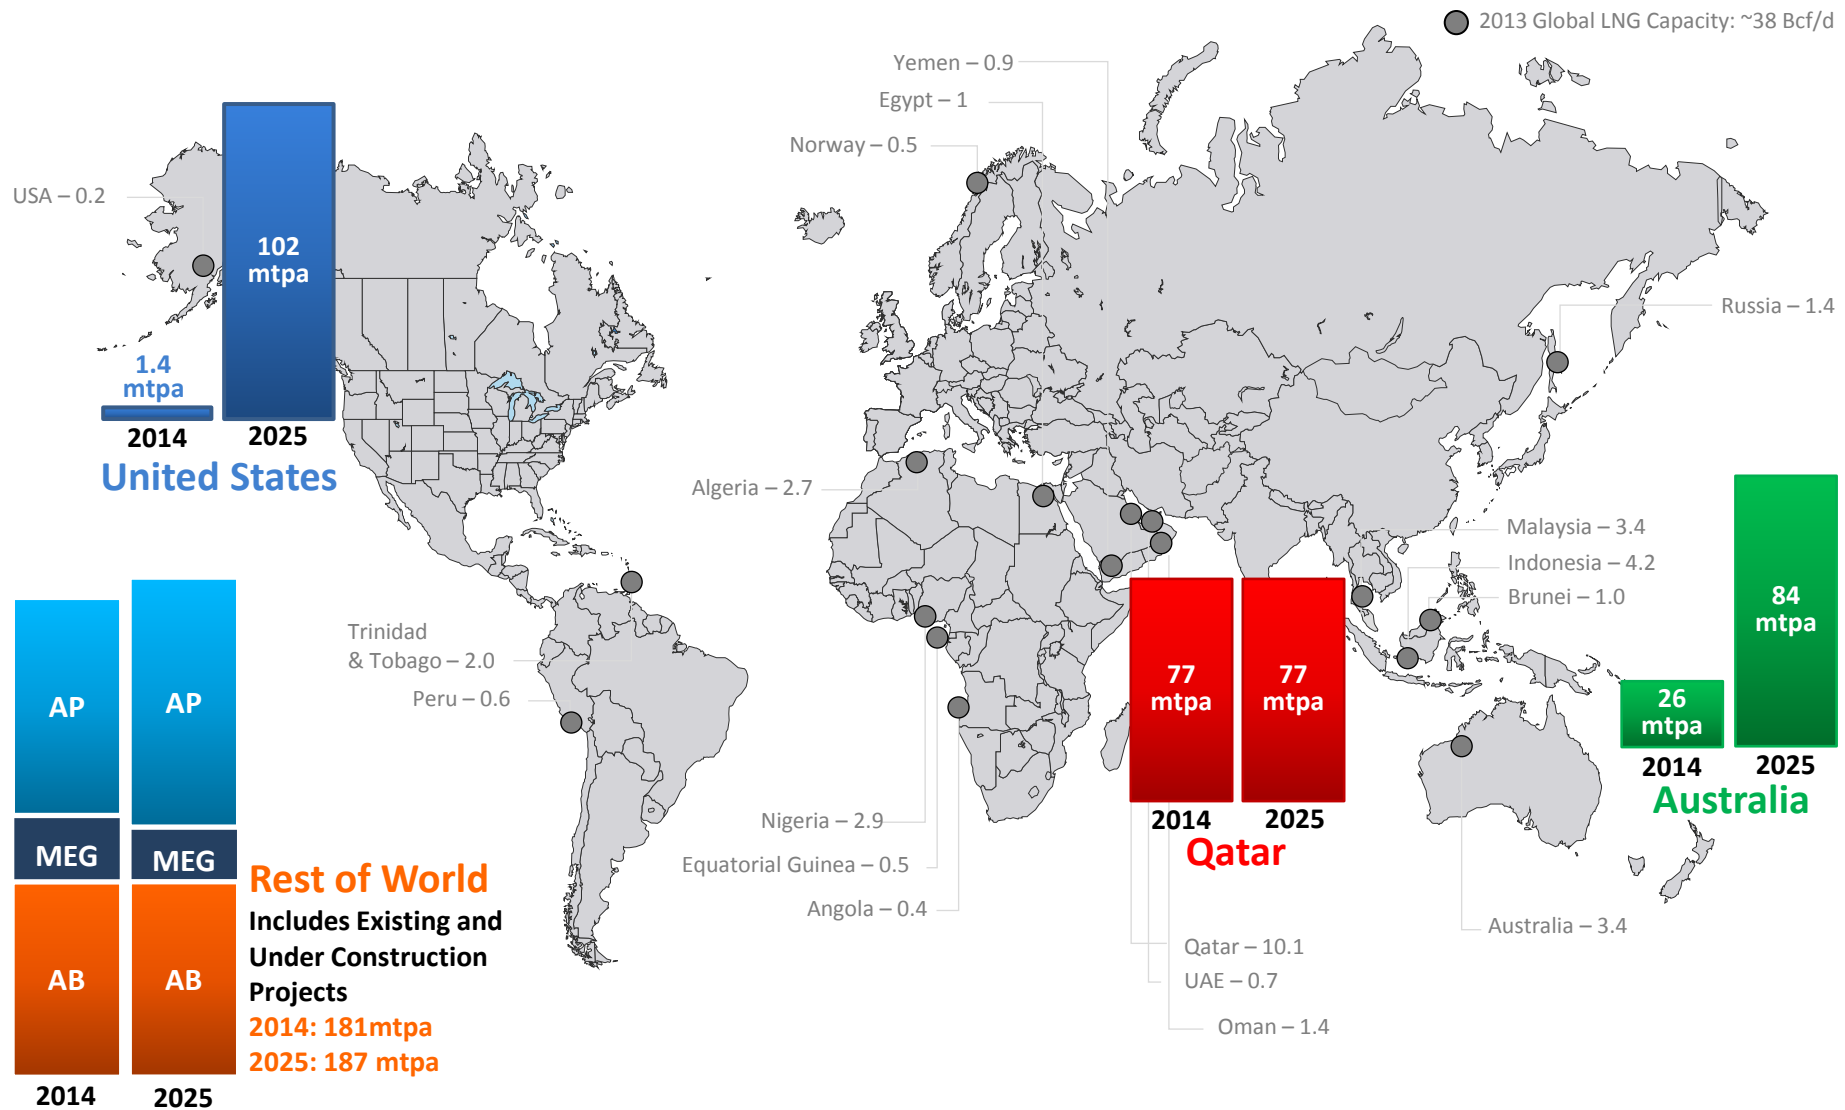 2013 Global LNG Capacity: ~38 Bcf/d
Yemen – 0.9
Egypt – 1
Norway – 0.5
USA – 0.2
102
mtpa
1.4
mtpa
2014
2025
United States
Russia – 1.4
Algeria – 2.7
Malaysia – 3.4
Indonesia – 4.2
Brunei – 1.0
Trinidad
& Tobago – 2.0
Peru – 0.6
77
mtpa
77
mtpa
2014
2025
Qatar
84
mtpa
26
mtpa
2014
2025
Australia
Nigeria – 2.9
Equatorial Guinea – 0.5
Angola – 0.4
Qatar – 10.1
UAE – 0.7
Oman – 1.4
Australia – 3.4
AP
AP
MEG
MEG
AB
AB
2014
2025
Rest of World
Includes Existing and
Under Construction
Projects
2014: 181mtpa
2025: 187 mtpa